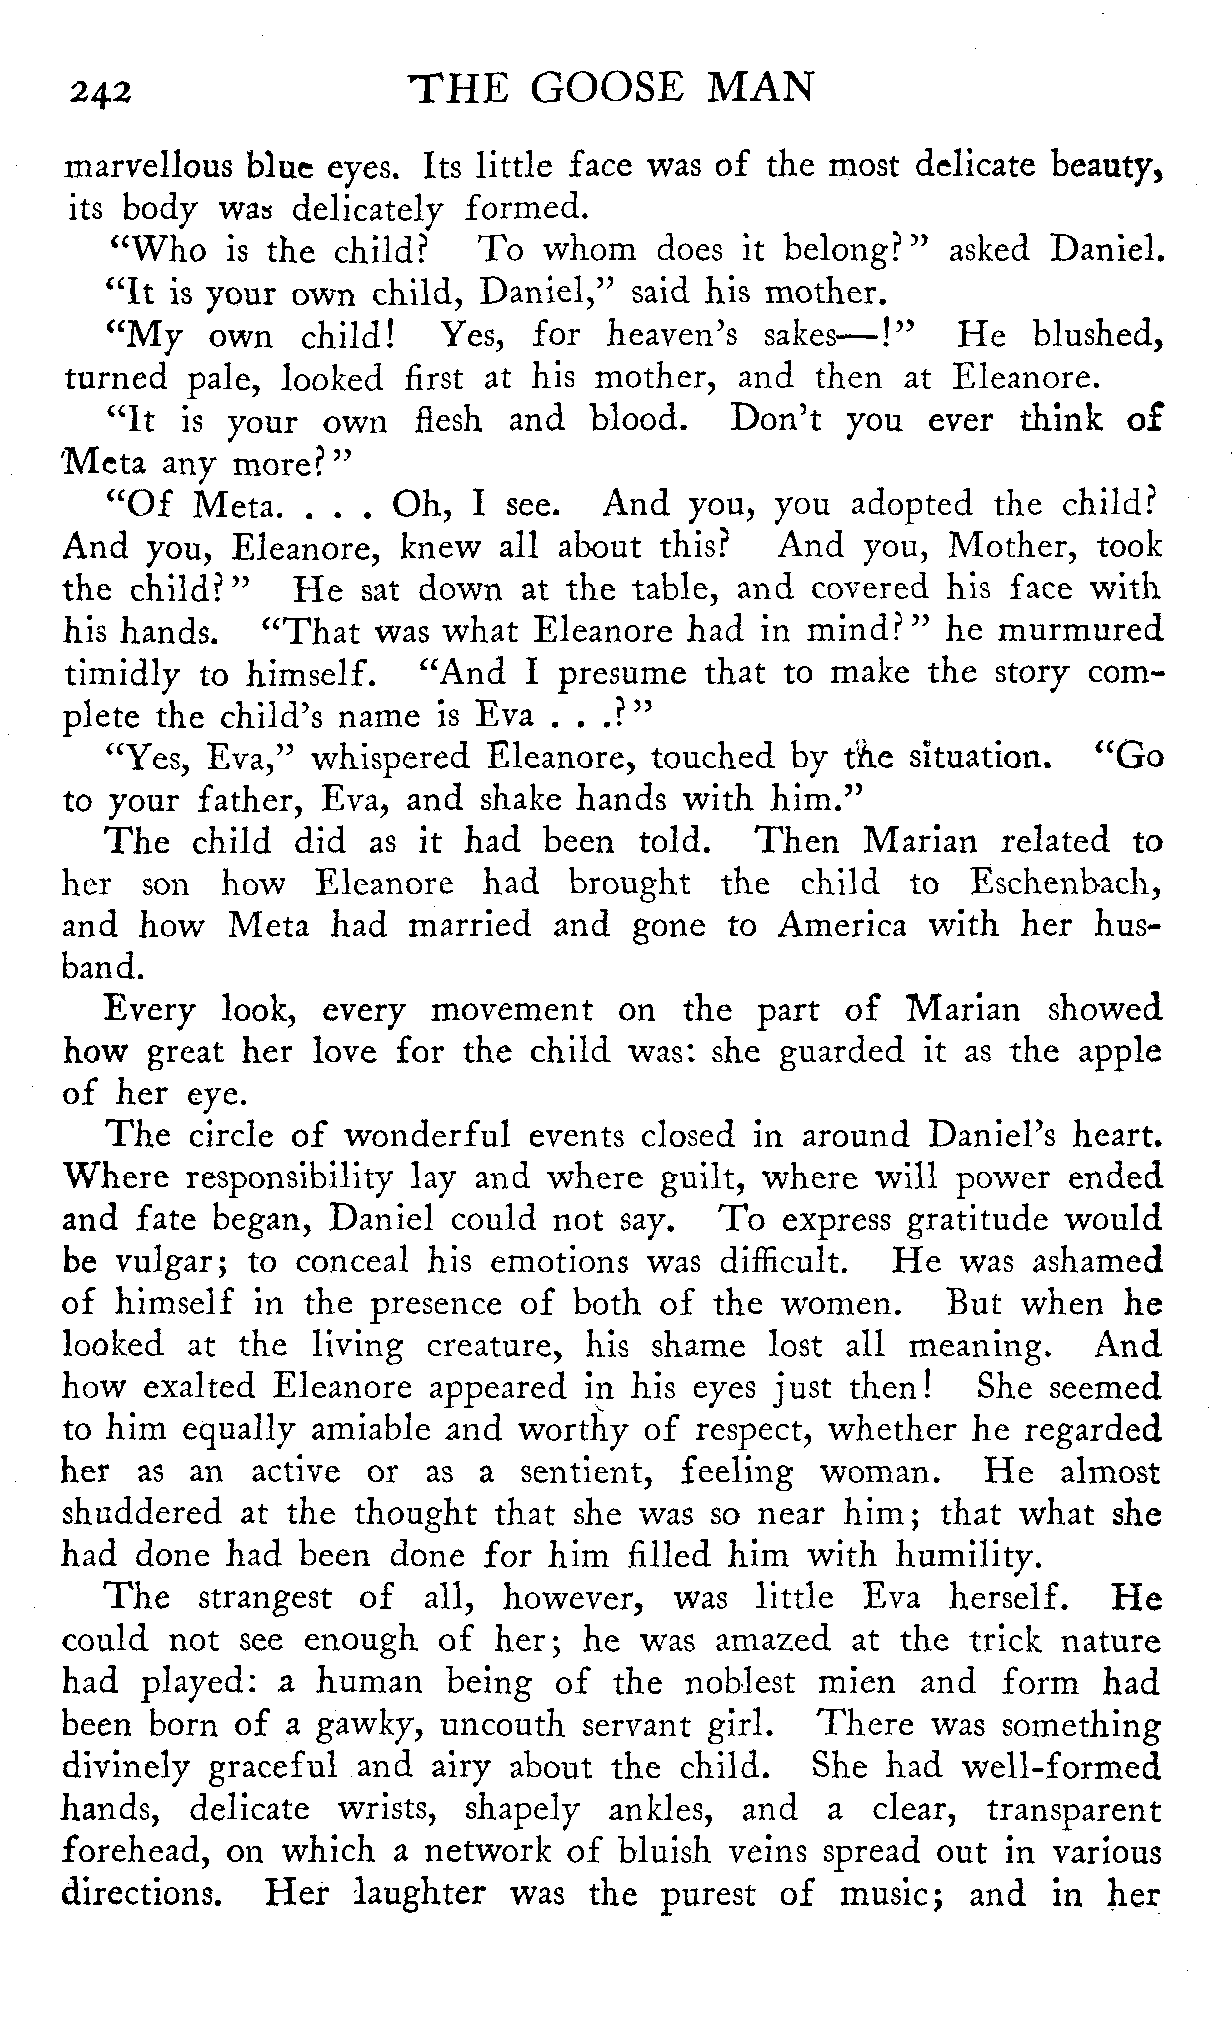 242 THE GOOSE MAN
marvellous blue eyes. Its little face was of the most delicate beauty,
its body was delicately formed.
“Who is the child? To whom does it belong?” asked Daniel.
“It is your own child, Daniel,” said his mother.
“My own child! Yes, for heaven’s sakes—!” He blushed,
turned pale, looked first at his mother, and then at Eleanore.
“It is your own flesh and blood. Don’t you ever think of
Meta any more?”
“Of Meta. . . . Oh, I see. And you, you adopted the child?
And you, Eleanore, knew all about this? And you, Mother, took
the child?” He sat down at the table, and covered his face with
his hands. “That was what Eleanore had in mind?” he murmured
timidly to himself. “And I presume that to make the story com-
plete the child’s name is Eva . . .?”
“Yes, Eva,” whispered Eleanore, touched by the situation. “Go
to your father, Eva, and shake hands with him.”
The child did as it had been told. Then Marian related to
her son how Eleanore had brought the child to Eschenbach,
and how Meta had married and gone to America with her hus-
band.
Every look, every movement on the part of Marian showed
how great her love for the child was: she guarded it as the apple
of her eye.
The circle of wonderful events closed in around Daniel’s heart.
Where responsibility lay and where guilt, where will power ended
and fate began, Daniel could not say. To express gratitude would
be vulgar; to conceal his emotions was difficult. He was ashamed
of himself in the presence of both of the women. But when he
looked at the living creature, his shame lost all meaning. And
how exalted Eleanore appeared in his eyes just then! She seemed
to him equally amiable and worthy of respect, whether he regarded
her as an active or as a sentient, feeling woman. He almost
shuddered at the thought that she was so near him; that what she
had done had been done for him filled him with humility.
The strangest of all, however, was little Eva herself. He
could not see enough of her; he was amazed at the trick nature
had played: a human being of the noblest mien and form had
been born of a gawky, uncouth servant girl. There was something
divinely graceful and airy about the child. She had well-formed
hands, delicate wrists, shapely ankles, and a clear, transparent
forehead, on which a network of bluish veins spread out in various
directions. Her laughter was the purest of music; and in her